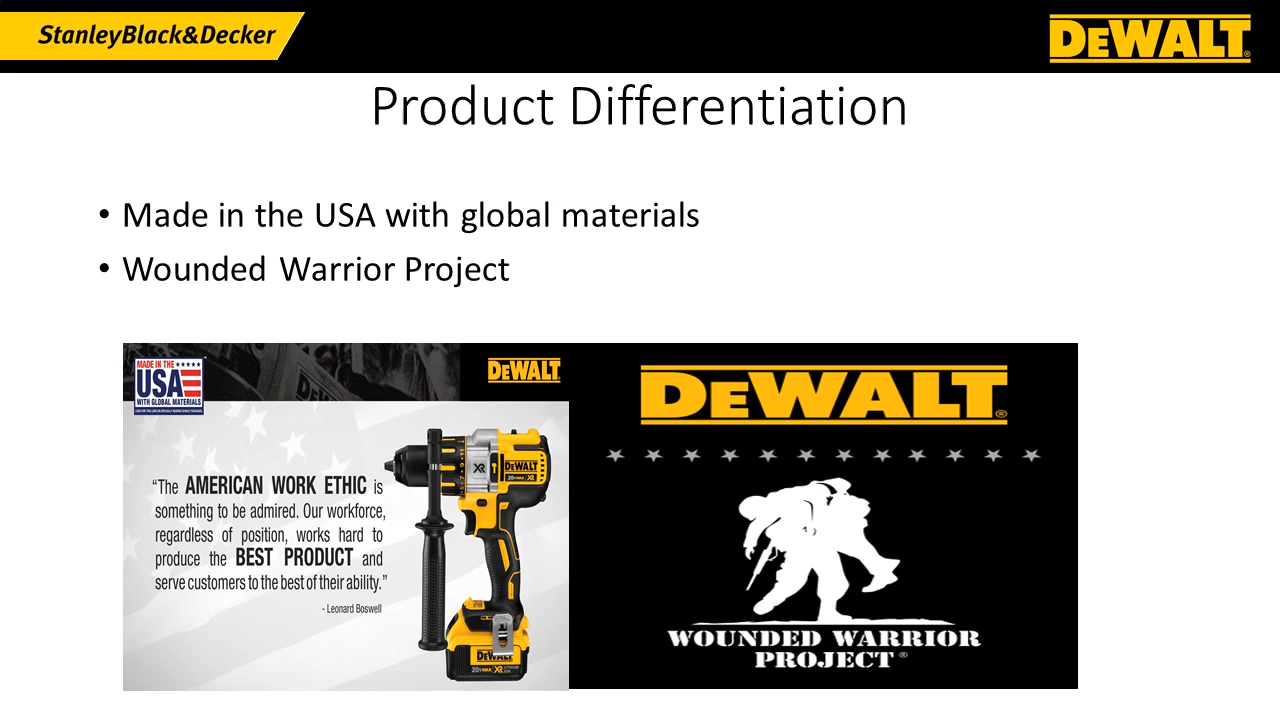 StanleyBlack&Decker
DEWALT®
Product Differentiation
• Made in the USA with global materials
• Wounded Warrior Project
MADE IN THE
USA
WITH GLOBAL MATERIALS
DEWALT
“The AMERICAN WORK ETHIC is
something to be admired. Our workforce,
regardless of position, works hard to
produce the BEST PRODUCT and
serve customers to the best of their ability.”
- Leonard Boswell
XR
DEWALT
20V MAX XR
DEWALT
20V MAX XR
DEWALT®
WOUNDED WARRIOR
PROJECT®